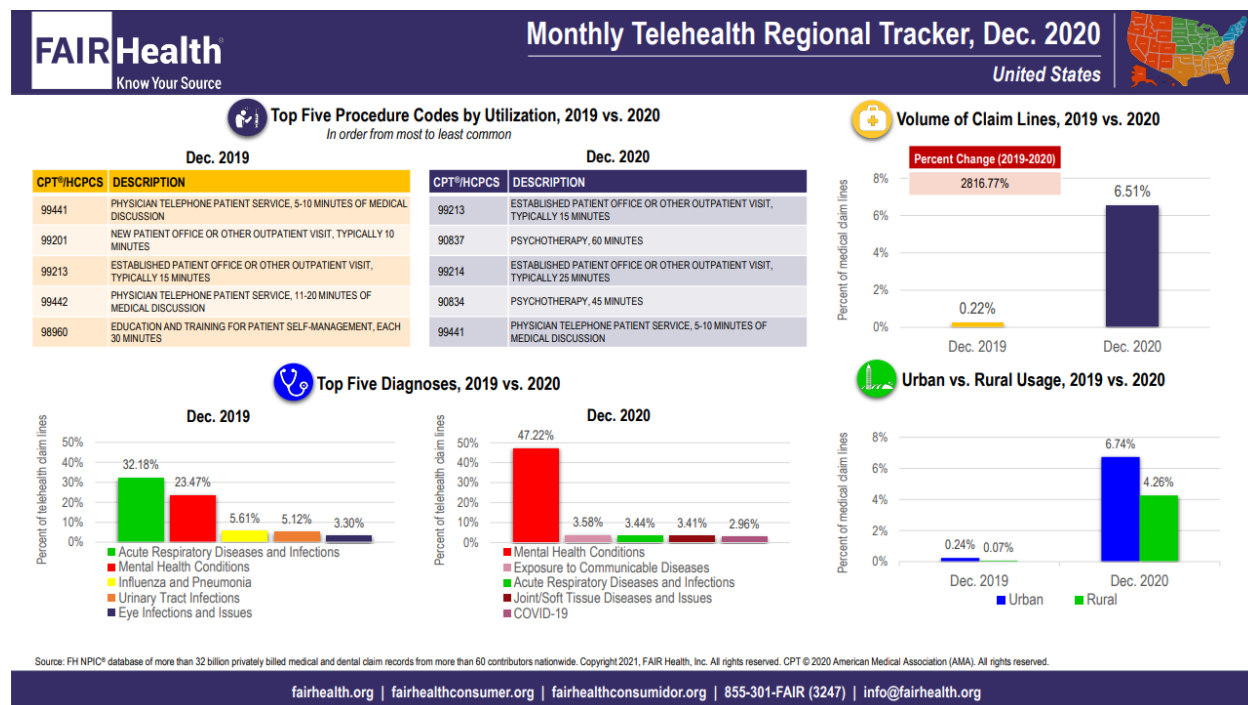 FAIR Health®
Know Your Source
Monthly Telehealth Regional Tracker, Dec. 2020
United States
Top Five Procedure Codes by Utilization, 2019 vs. 2020
In order from most to least common
Dec. 2019
CPT®/HCPCS DESCRIPTION
99441 PHYSICIAN TELEPHONE PATIENT SERVICE, 5-10 MINUTES OF MEDICAL
DISCUSSION
99201 NEW PATIENT OFFICE OR OTHER OUTPATIENT VISIT, TYPICALLY 10
MINUTES
99213 ESTABLISHED PATIENT OFFICE OR OTHER OUTPATIENT VISIT,
TYPICALLY 15 MINUTES
99442 PHYSICIAN TELEPHONE PATIENT SERVICE, 11-20 MINUTES OF
MEDICAL DISCUSSION
98960 EDUCATION AND TRAINING FOR PATIENT SELF-MANAGEMENT, EACH
30 MINUTES
Dec. 2020
CPT®/HCPCS DESCRIPTION
99213 ESTABLISHED PATIENT OFFICE OR OTHER OUTPATIENT VISIT,
TYPICALLY 15 MINUTES
90837 PSYCHOTHERAPY, 60 MINUTES
99214 ESTABLISHED PATIENT OFFICE OR OTHER OUTPATIENT VISIT,
TYPICALLY 25 MINUTES
90834 PSYCHOTHERAPY, 45 MINUTES
99441 PHYSICIAN TELEPHONE PATIENT SERVICE, 5-10 MINUTES OF
MEDICAL DISCUSSION
Volume of Claim Lines, 2019 vs. 2020
Percent Change (2019-2020)
2816.77%
Percent of medical claim lines
8%
6%
4%
2%
0%
0.22%
6.51%
Dec. 2019 Dec. 2020
Top Five Diagnoses, 2019 vs. 2020
Dec. 2019
Percent of telehealth claim lines
50%
40%
30%
20%
10%
0%
32.18%
23.47%
5.61%
5.12%
3.30%
Acute Respiratory Diseases and Infections
Mental Health Conditions
Influenza and Pneumonia
Urinary Tract Infections
Eye Infections and Issues
Dec. 2020
Percent of telehealth claim lines
50%
40%
30%
20%
10%
0%
47.22%
3.58%
3.44%
3.41%
2.96%
Mental Health Conditions
Exposure to Communicable Diseases
Acute Respiratory Diseases and Infections
Joint/Soft Tissue Diseases and Issues
COVID-19
Urban vs. Rural Usage, 2019 vs. 2020
Percent of medical claim lines
8%
6%
4%
2%
0%
0.24% 0.07%
6.74%
4.26%
Dec. 2019 Dec. 2020
Urban Rural
Source: FH NPIC® database of more than 32 billion privately billed medical and dental claim records from more than 60 contributors nationwide. Copyright 2021, FAIR Health, Inc. All rights reserved. CPT © 2020 American Medical Association (AMA). All rights reserved.
fairhealth.org | fairhealthconsumer.org | fairhealthconsumidor.org | 855-301-FAIR (3247) | info@fairhealth.org